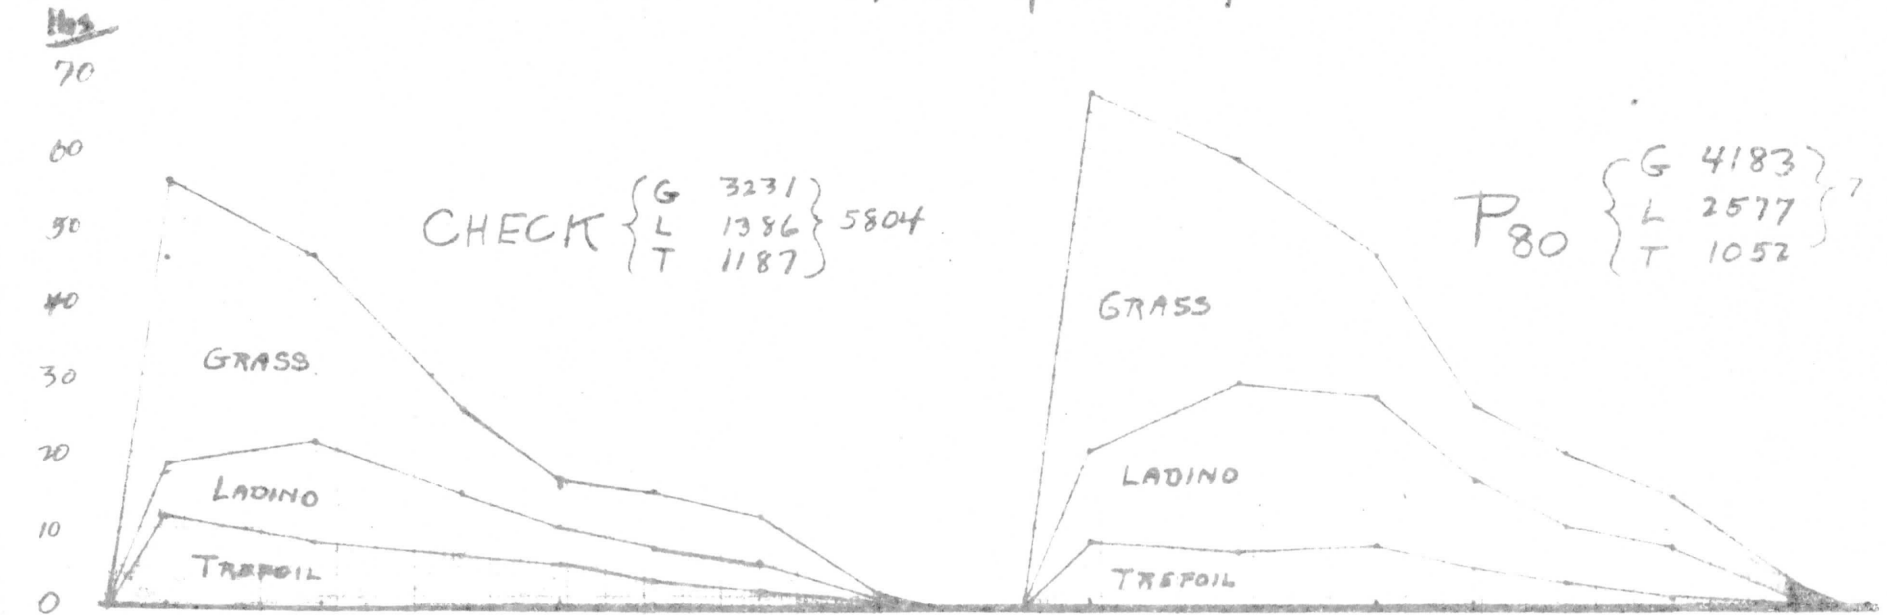 lbs
70
60
50
40
30
20
10
0
CHECK { G 3231 } 5804
L 1386
T 1187
GRASS
LADINO
TREFOIL
P80 { G 4183 } 7
L 2577
T 1052
GRASS
LADINO
TREFOIL